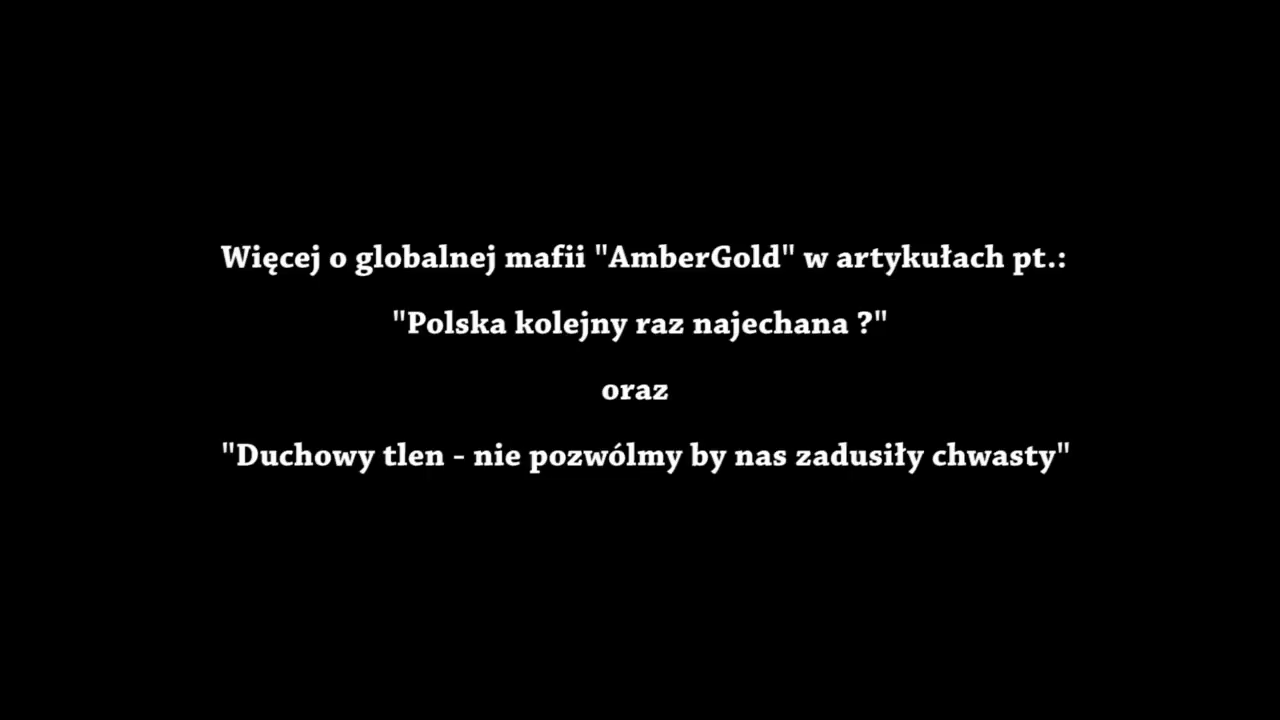 Więcej o globalnej mafii "AmberGold" w artykułach pt.:
"Polska kolejny raz najechana ?"
oraz
"Duchowy tlen - nie pozwólmy by nas zadusiły chwasty"